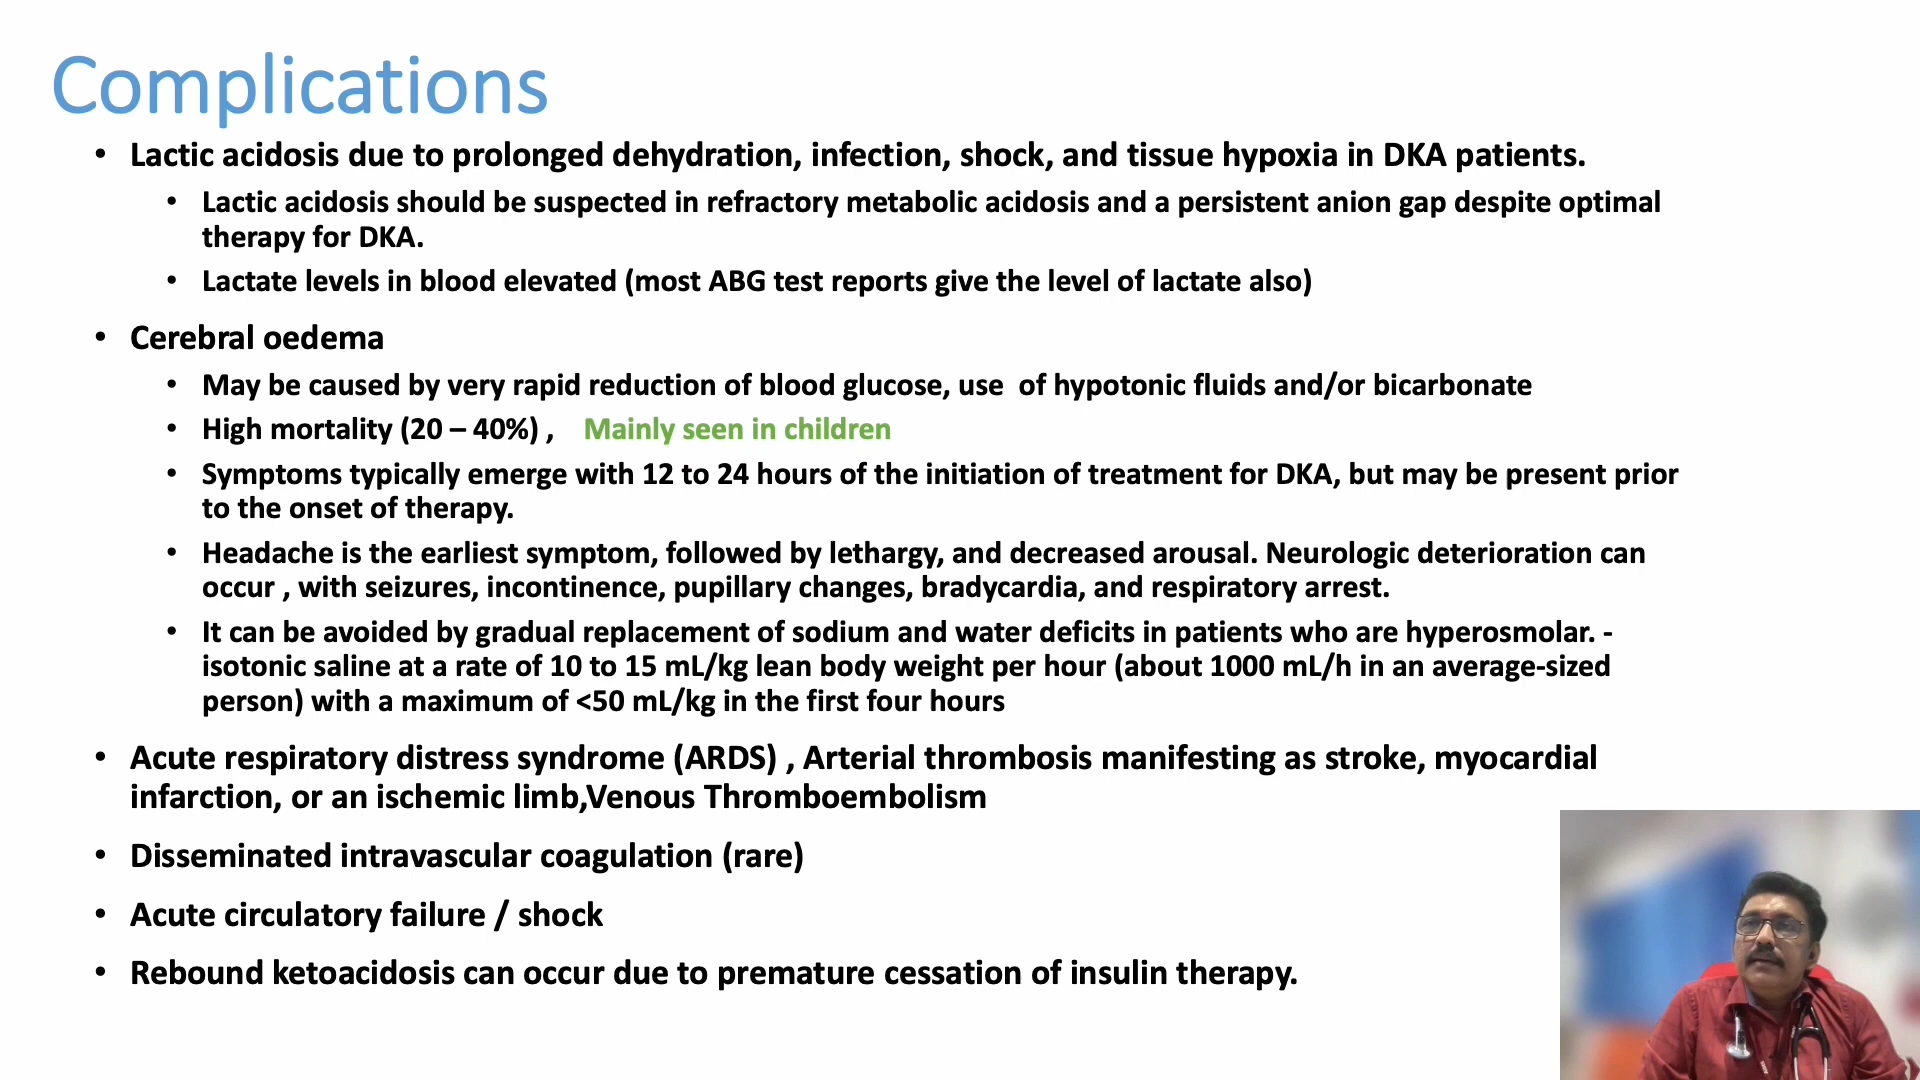 Complications
• Lactic acidosis due to prolonged dehydration, infection, shock, and tissue hypoxia in DKA patients.
• Lactic acidosis should be suspected in refractory metabolic acidosis and a persistent anion gap despite optimal
therapy for DKA.
• Lactate levels in blood elevated (most ABG test reports give the level of lactate also)
• Cerebral oedema
• May be caused by very rapid reduction of blood glucose, use  of hypotonic fluids and/or bicarbonate
• High mortality (20 – 40%) ,   Mainly seen in children
• Symptoms typically emerge with 12 to 24 hours of the initiation of treatment for DKA, but may be present prior
to the onset of therapy.
• Headache is the earliest symptom, followed by lethargy, and decreased arousal. Neurologic deterioration can
occur , with seizures, incontinence, pupillary changes, bradycardia, and respiratory arrest.
• It can be avoided by gradual replacement of sodium and water deficits in patients who are hyperosmolar. -
isotonic saline at a rate of 10 to 15 mL/kg lean body weight per hour (about 1000 mL/h in an average-sized
person) with a maximum of <50 mL/kg in the first four hours
• Acute respiratory distress syndrome (ARDS) , Arterial thrombosis manifesting as stroke, myocardial
infarction, or an ischemic limb,Venous Thromboembolism
• Disseminated intravascular coagulation (rare)
• Acute circulatory failure / shock
• Rebound ketoacidosis can occur due to premature cessation of insulin therapy.